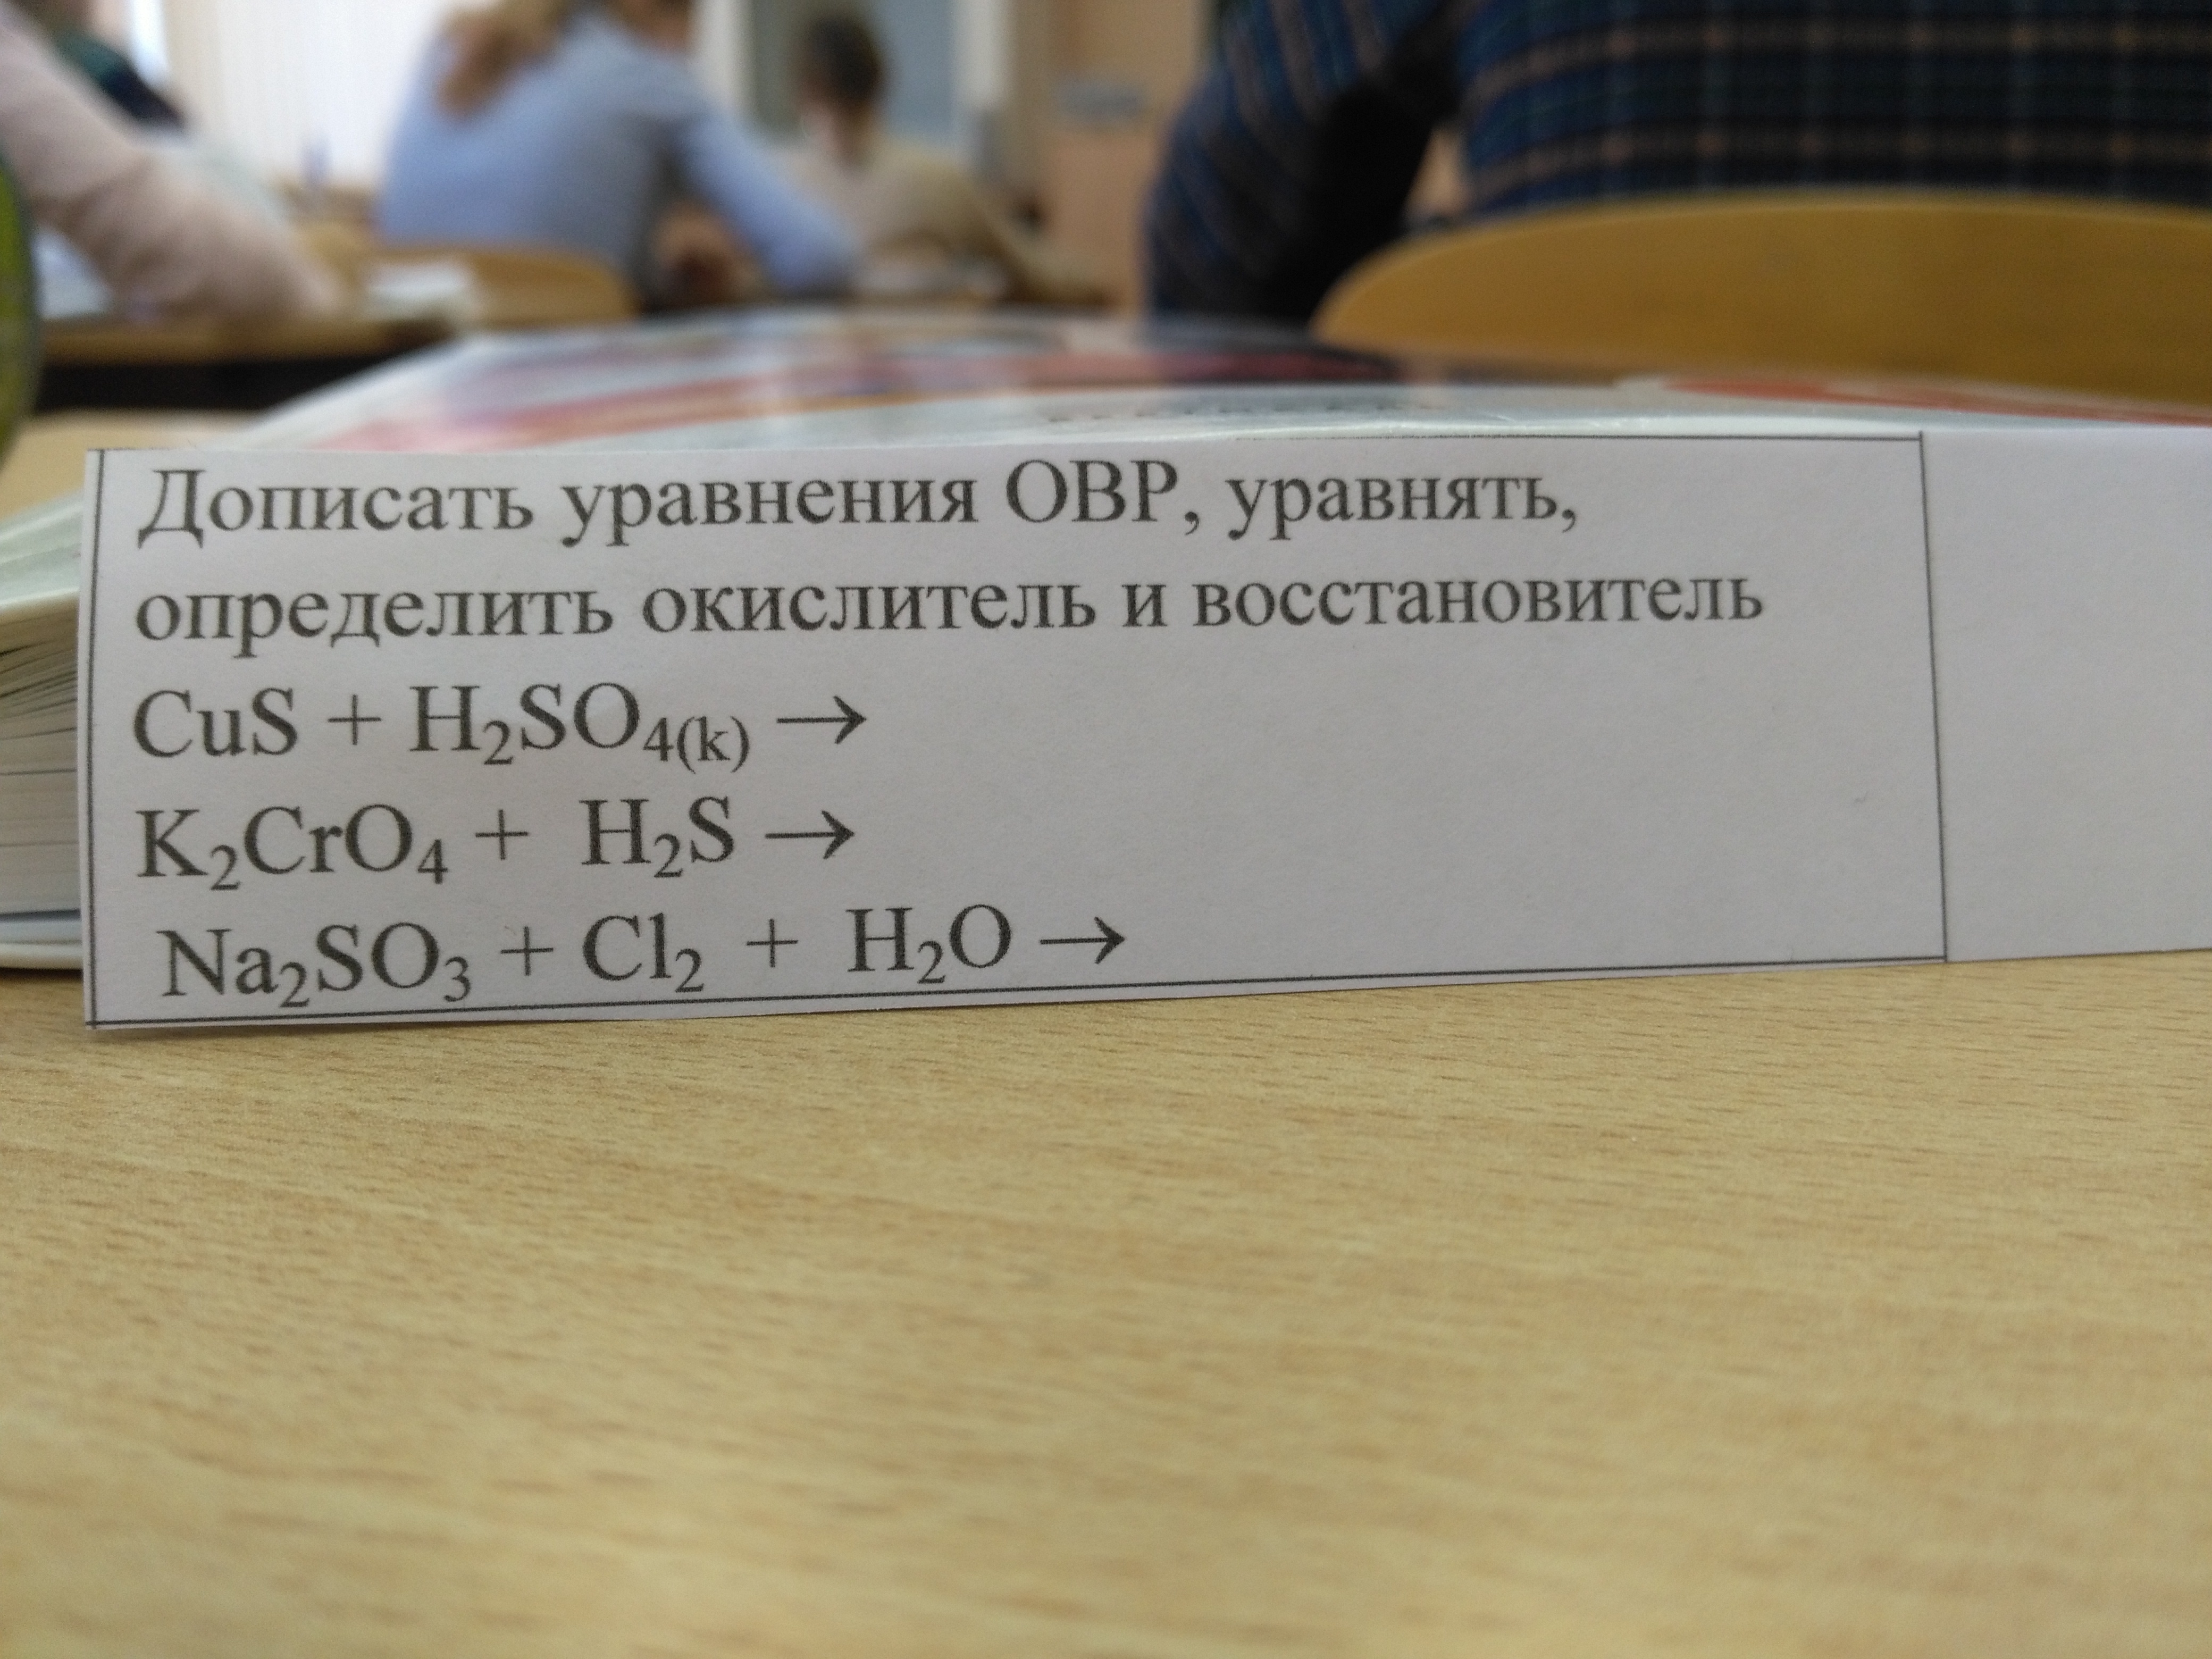 Дописать уравнения ОВР, уравнять,
определить окислитель и восстановитель
CuS + H₂SO₄₍ₖ₎ →
K₂CrO₄ + H₂S →
Na₂SO₃ + Cl₂ + H₂O →